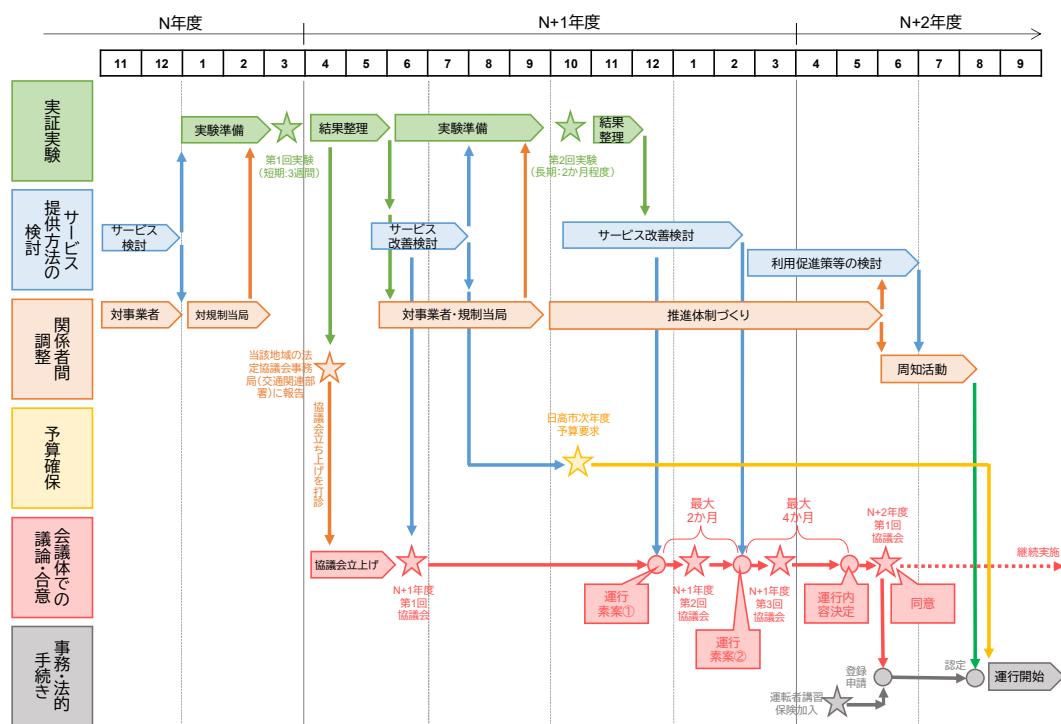 N年度
N+1年度
N+2年度
11 12 1 2 3 4 5 6 7 8 9 10 11 12 1 2 3 4 5 6 7 8 9
実証実験
実験準備
第1回実験
（短期：3週間）
結果整理
実験準備
第2回実験
（長期：2か月程度）
結果
整理
サービス
提供方法の
検討
サービス
検討
サービス
改善検討
サービス改善検討
利用促進策等の検討
関係者間
調整
対事業者
対規制当局
当該地域の法
定協議会事務
局（交通関連部
署）に報告
対事業者・規制当局
推進体制づくり
周知活動
協議会立ち上げを打診
予算確保
日高市次年度
予算要求
会議体での
議論・合意
協議会立上げ
N+1年度
第1回
協議会
運行
素案①
最大
2か月
N+1年度
第2回
協議会
運行
素案②
最大
4か月
N+1年度
第3回
協議会
運行内
容決定
N+2年度
第1回
協議会
同意
継続実施
事務・法的
手続き
運転者講習
保険加入
登録
申請
認定
運行開始